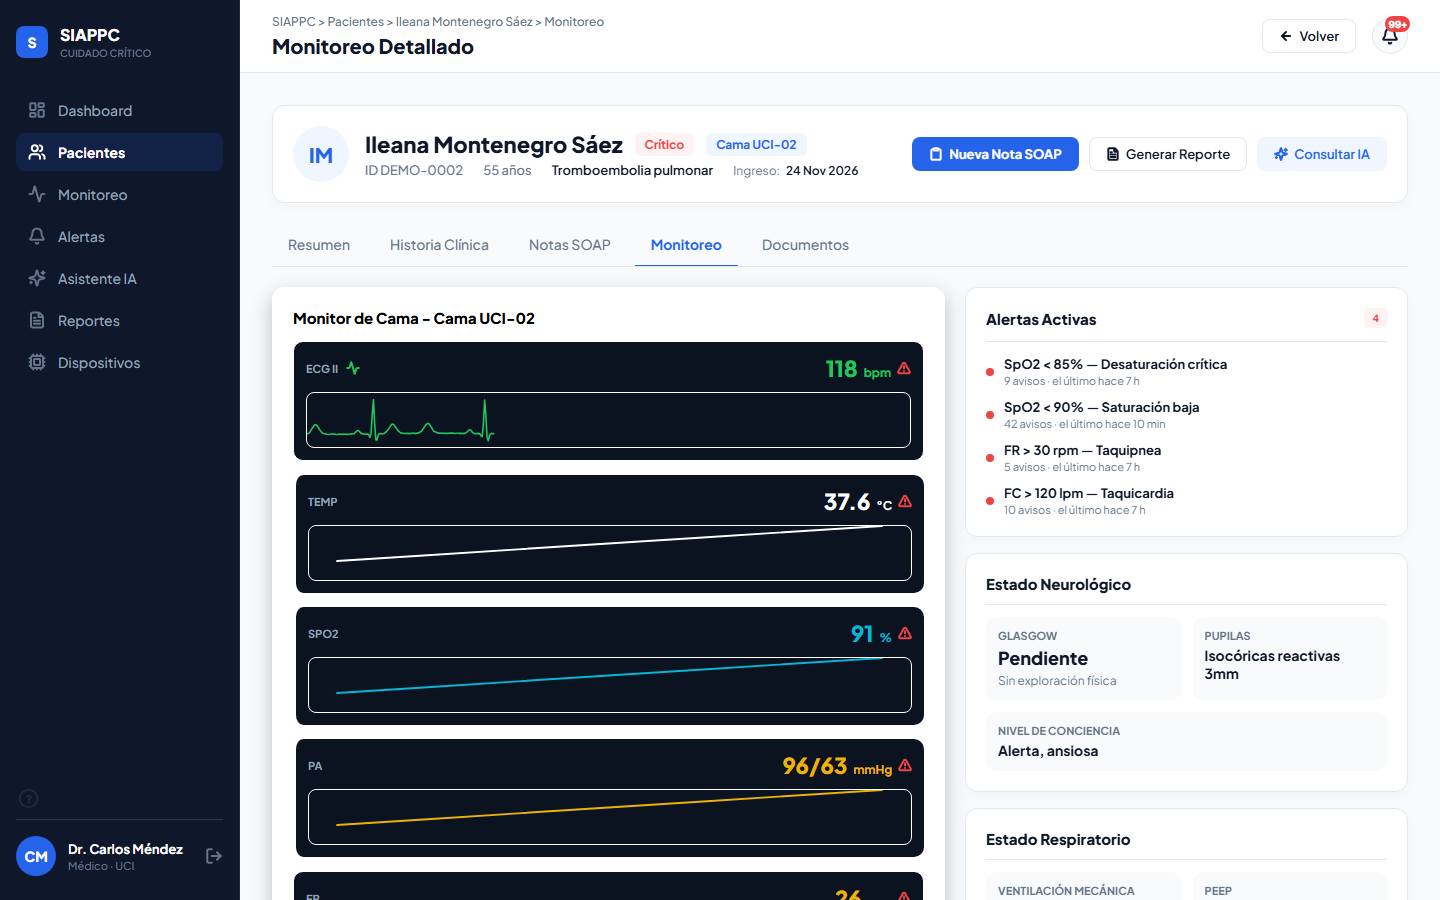 S
SIAPPC
CUIDADO CRÍTICO
Dashboard
Pacientes
Monitoreo
Alertas
Asistente IA
Reportes
Dispositivos
?
CM
Dr. Carlos Méndez
Médico · UCI
SIAPPC > Pacientes > Ileana Montenegro Sáez > Monitoreo
Monitoreo Detallado
Volver
99+
IM
Ileana Montenegro Sáez
Crítico
Cama UCI-02
ID DEMO-0002
55 años
Tromboembolia pulmonar
Ingreso: 24 Nov 2026
Nueva Nota SOAP
Generar Reporte
Consultar IA
Resumen
Historia Clínica
Notas SOAP
Monitoreo
Documentos
Monitor de Cama - Cama UCI-02
ECG II
118 bpm
TEMP
37.6 °C
SPO2
91 %
PA
96/63 mmHg
FR
26
Alertas Activas
4
SpO2 < 85% — Desaturación crítica
9 avisos · el último hace 7 h
SpO2 < 90% — Saturación baja
42 avisos · el último hace 10 min
FR > 30 rpm — Taquipnea
5 avisos · el último hace 7 h
FC > 120 lpm — Taquicardia
10 avisos · el último hace 7 h
Estado Neurológico
GLASGOW
Pendiente
Sin exploración física
PUPILAS
Isocóricas reactivas
3mm
NIVEL DE CONCIENCIA
Alerta, ansiosa
Estado Respiratorio
VENTILACIÓN MECÁNICA
PEEP